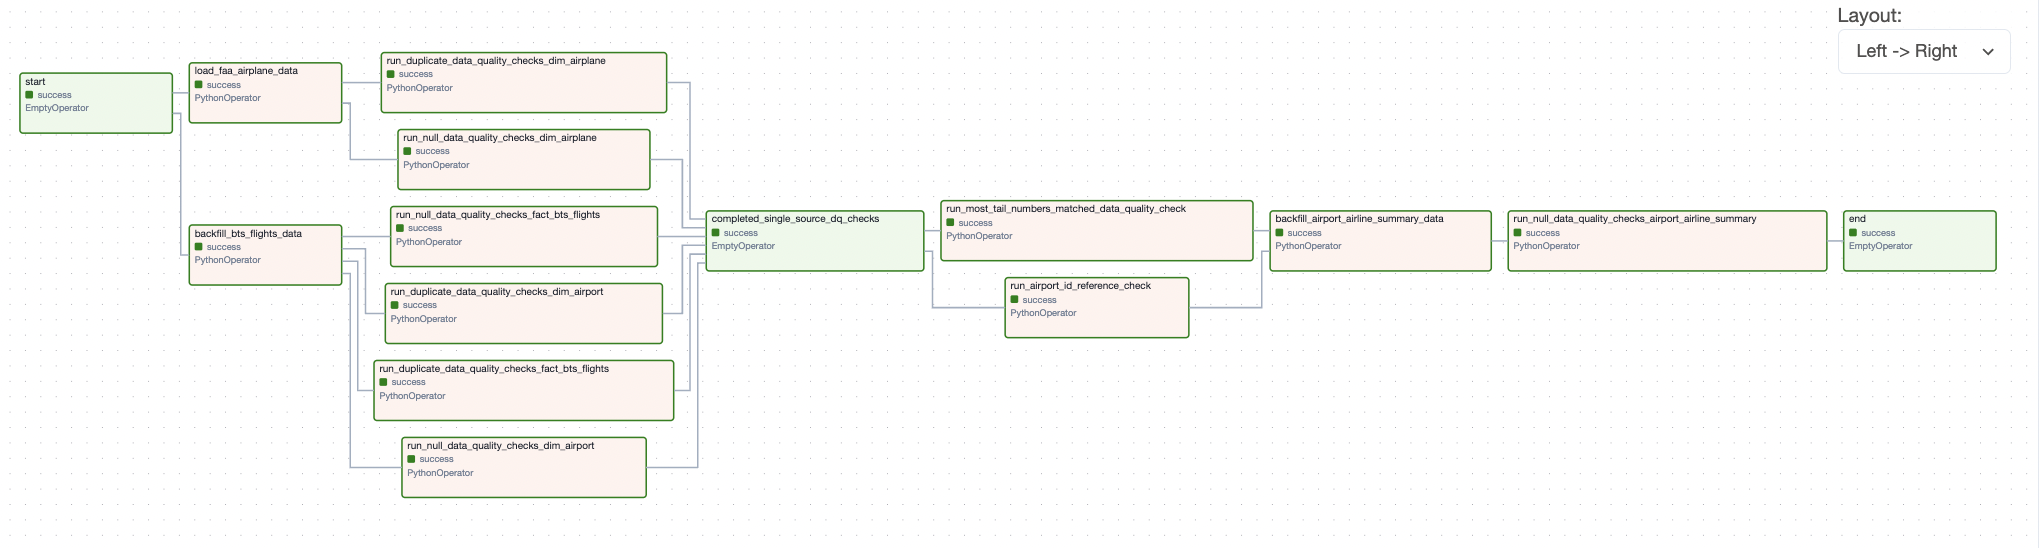 Layout:
Left -> Right
start
success
EmptyOperator
load_faa_airplane_data
success
PythonOperator
run_duplicate_data_quality_checks_dim_airplane
success
PythonOperator
run_null_data_quality_checks_dim_airplane
success
PythonOperator
backfill_bts_flights_data
success
PythonOperator
run_null_data_quality_checks_fact_bts_flights
success
PythonOperator
run_duplicate_data_quality_checks_dim_airport
success
PythonOperator
run_duplicate_data_quality_checks_fact_bts_flights
success
PythonOperator
run_null_data_quality_checks_dim_airport
success
PythonOperator
completed_single_source_dq_checks
success
EmptyOperator
run_most_tail_numbers_matched_data_quality_check
success
PythonOperator
run_airport_id_reference_check
success
PythonOperator
backfill_airport_airline_summary_data
success
PythonOperator
run_null_data_quality_checks_airport_airline_summary
success
PythonOperator
end
success
EmptyOperator